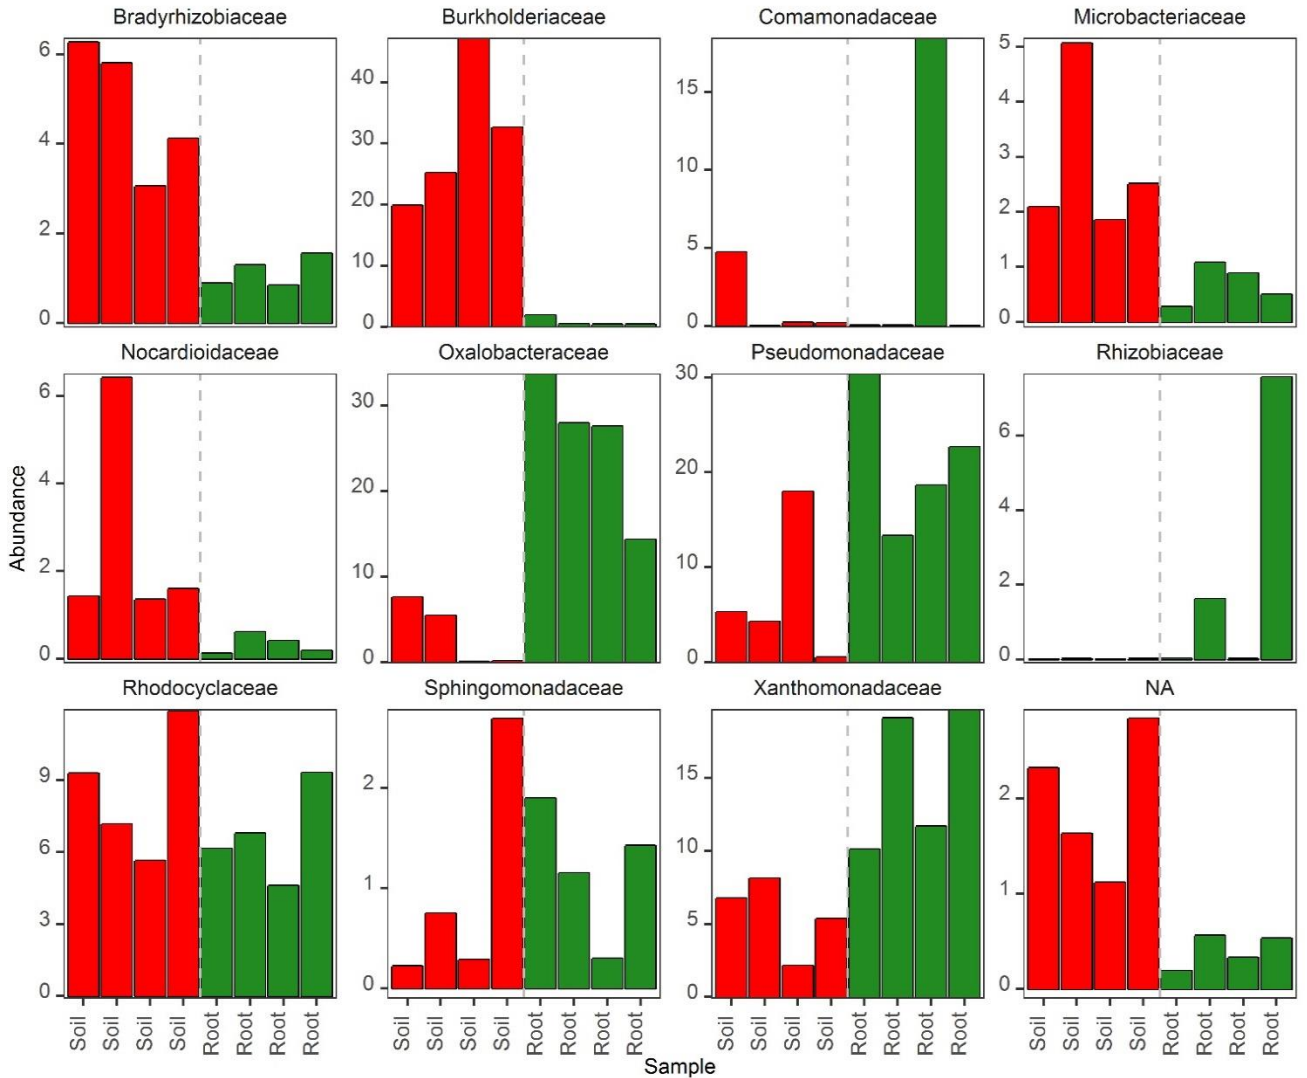 Bradyrhizobiaceae Burkholderiaceae Comamonadaceae Microbacteriaceae
6 4 2 0
40 30 20 10 0
15 10 5 0
5 4 3 2 1 0
Nocardioidaceae Oxalobacteraceae Pseudomonadaceae Rhizobiaceae
6 4 2 0
30 20 10 0
30 20 10 0
6 4 2 0
Abundance
Rhodocyclaceae Sphingomonadaceae Xanthomonadaceae NA
9 6 3 0
2 1 0
15 10 5 0
2 1 0
Soil Soil Soil Soil Root Root Root Root
Soil Soil Soil Soil Root Root Root Root
Soil Soil Soil Soil Root Root Root Root
Soil Soil Soil Soil Root Root Root Root
Sample